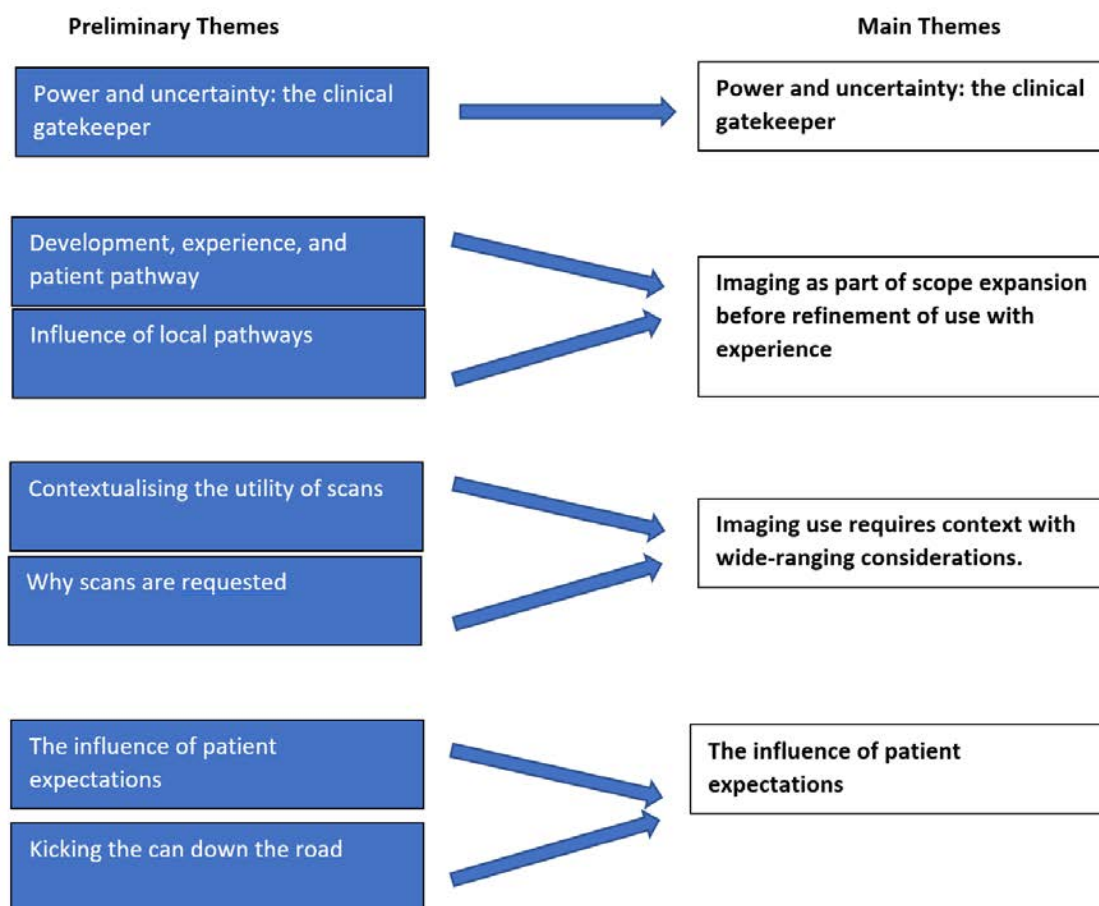 Preliminary Themes
Main Themes
Power and uncertainty: the clinical
gatekeeper
Power and uncertainty: the clinical
gatekeeper
Development, experience, and
patient pathway
Influence of local pathways
Imaging as part of scope expansion
before refinement of use with
experience
Contextualising the utility of scans
Why scans are requested
Imaging use requires context with
wide-ranging considerations.
The influence of patient
expectations
Kicking the can down the road
The influence of patient
expectations